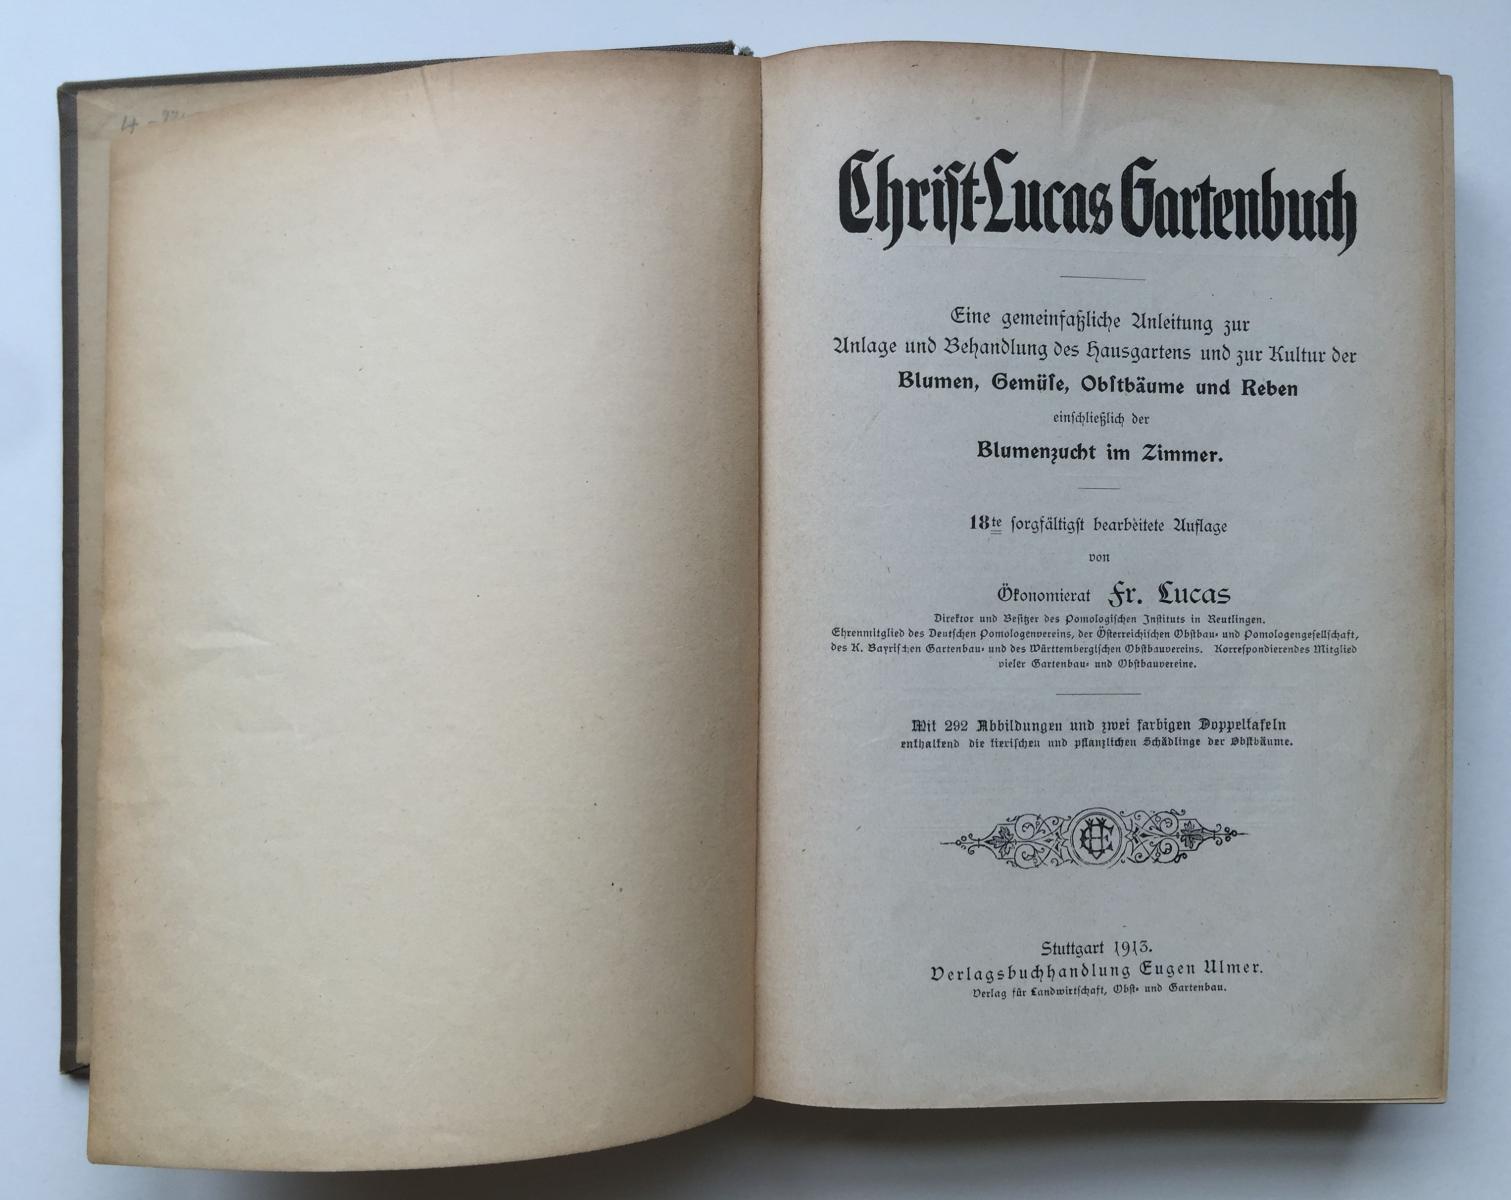 Christ-Lucas Gartenbuch
Eine gemeinfaßliche Anleitung zur
Anlage und Behandlung des Hausgartens und zur Kultur der
Blumen, Gemüse, Obstbäume und Reben
einschließlich der
Blumenzucht im Zimmer.
18te sorgfältigst bearbeitete Auflage
von
Ökonomierat Fr. Lucas
Direktor und Besitzer des Pomologischen Instituts in Reutlingen.
Ehrenmitglied des Deutschen Pomologenvereins, der Österreichischen Obstbau- und Pomologengesellschaft,
des K. Bayrischen Gartenbau- und des Württembergischen Obstbauvereins. Korrespondierendes Mitglied
vieler Gartenbau- und Obstbauvereine.
Mit 292 Abbildungen und zwei farbigen Doppeltafeln
enthaltend die tierischen und pflanzlichen Schädlinge der Obstbäume.
Stuttgart 1913.
Verlagsbuchhandlung Eugen Ulmer.
Verlag für Landwirtschaft, Obst- und Gartenbau.